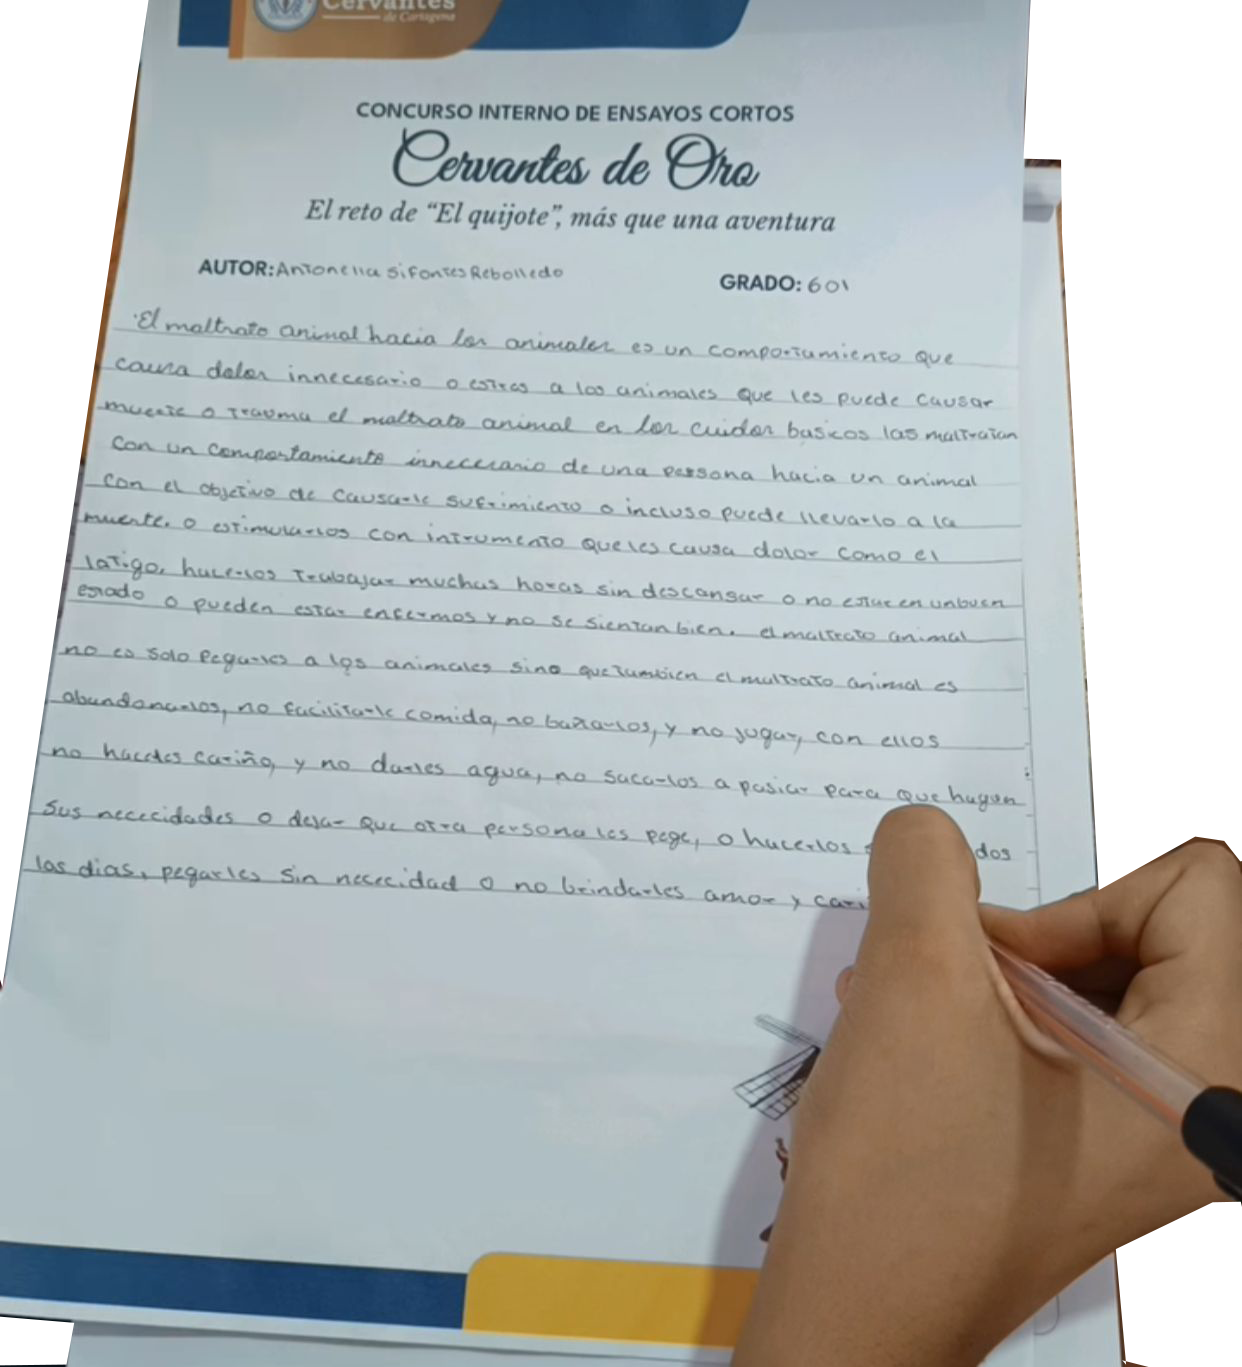 Cervantes
de Cartagena
CONCURSO INTERNO DE ENSAYOS CORTOS
Cervantes de Oro
El reto de “El quijote”, más que una aventura
AUTOR: Antonella Sifontes Rebolledo GRADO: 601
El maltrato animal hacia los animales es un comportamiento que
causa dolor innecesario o estres a los animales que les puede causar
muerte o trauma el maltrato animal en los cuidos basicos las maltratan
con un comportamiento innecesario de una persona hacia un animal
con el objetivo de causarle sufrimiento o incluso puede llevarlo a la
muerte. o estimularlos con intrumento que les causa dolor como el
latigo, hacerlos trabajar muchas horas sin descansar o no estar en un buen
esado o pueden estar enfermos y no se sientan bien. el maltrato animal
no es solo pegarles a los animales sino que tambien el maltrato animal es
abandonarlos, no facilitarle comida, no bañarlos, y no jugar, con ellos
no hacerles cariño, y no darles agua, no sacarlos a pasiar para que hagan
sus nececidades o dejar que otra persona les pege, o hacerlos dos
los dias, pegarles sin nececidad o no brindarles amor y